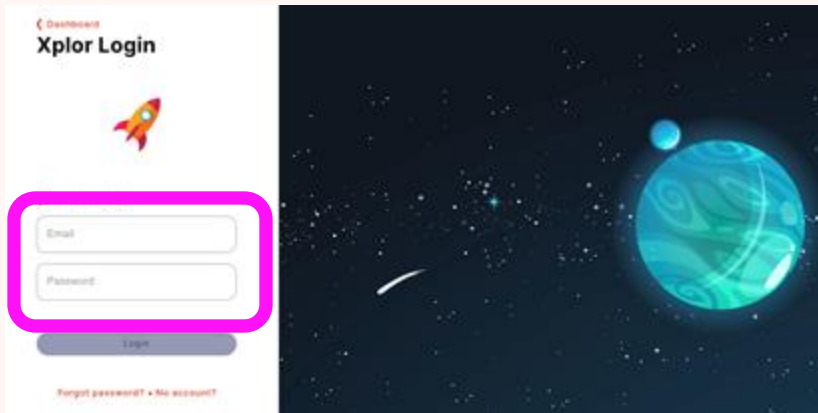 ❮ Dashboard
Xplor Login
Email
Password
Login
Forgot password? • No account?